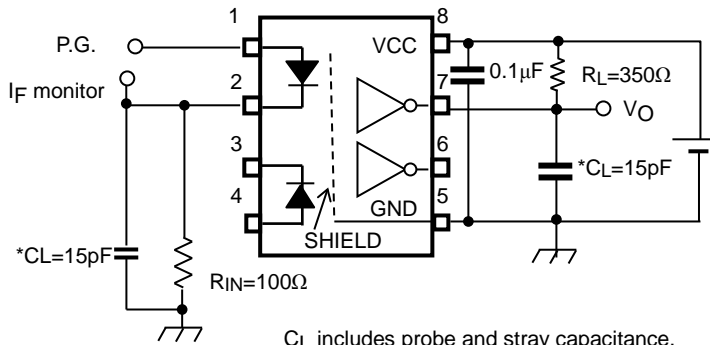 1
8
P.G.
VCC
IF monitor
2
7
0.1µF
RL=350Ω
VO
3
6
*CL=15pF
4
5
GND
SHIELD
*CL=15pF
RIN=100Ω
CL includes probe and stray capacitance.